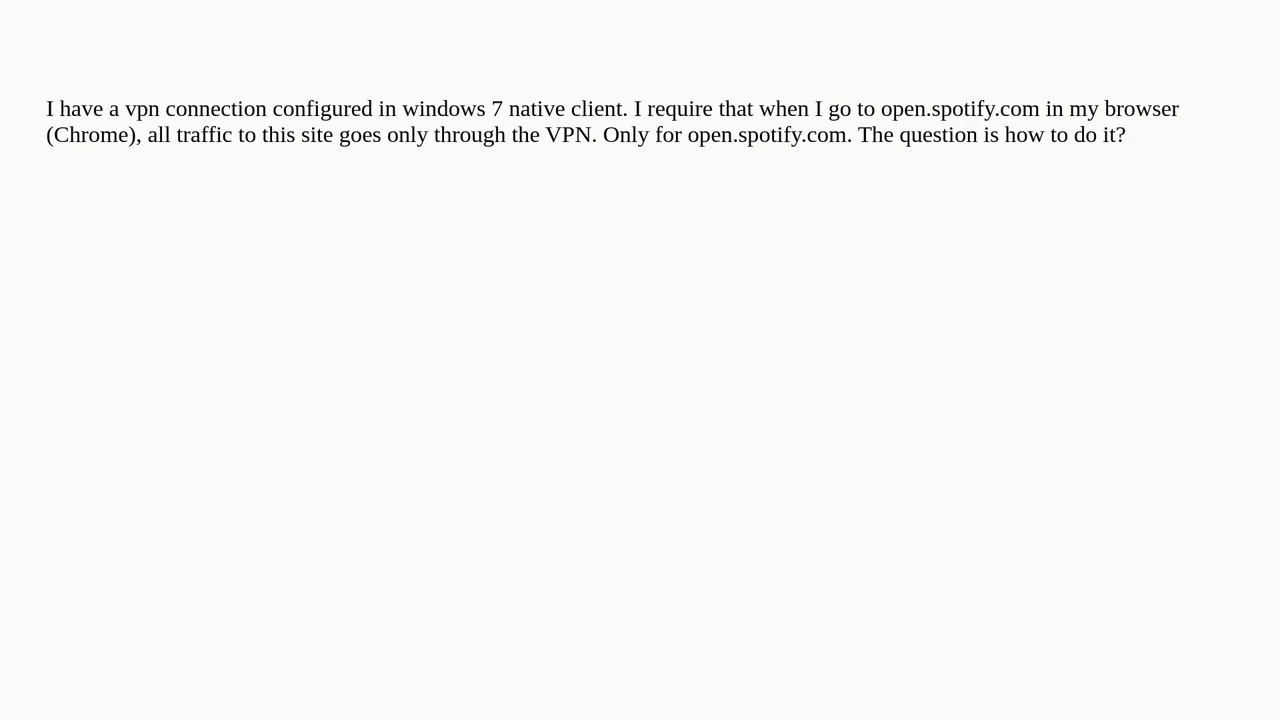 I have a vpn connection configured in windows 7 native client. I require that when I go to open.spotify.com in my browser
(Chrome), all traffic to this site goes only through the VPN. Only for open.spotify.com. The question is how to do it?